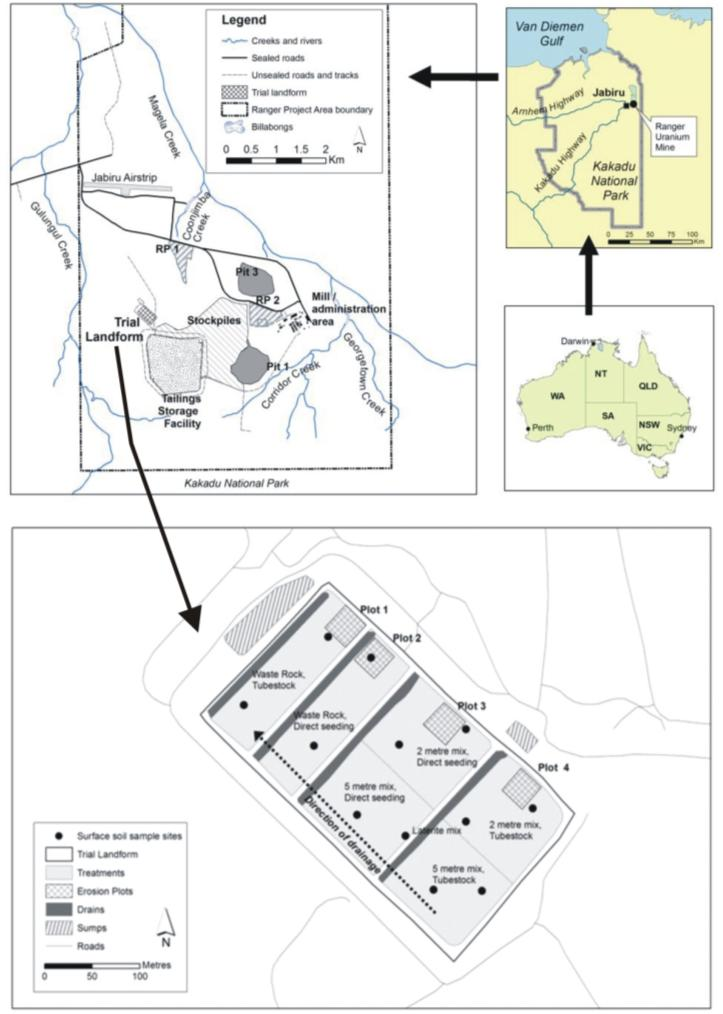 Legend
Creeks and rivers
Sealed roads
Unsealed roads and tracks
Trial landform
Ranger Project Area boundary
Billabongs
N
0 0.5 1 1.5 2
Km
Magela Creek
Jabiru Airstrip
Coonjimba
Creek
Gulungul Creek
RP 1
Pit 3
RP 2
Mill /
administration
area
Trial
Landform
Stockpiles
Pit 1
Corridor Creek
Georgetown Creek
Tailings
Storage
Facility
Kakadu National Park
Van Diemen
Gulf
Jabiru
Arnhem Highway
Ranger
Uranium
Mine
Kakadu Highway
Kakadu
National
Park
0 25 50 75 100
Km
Darwin
NT
QLD
WA
SA
NSW
Sydney
Perth
VIC
Plot 1
Plot 2
Waste Rock,
Tubestock
Plot 3
Waste Rock,
Direct seeding
2 metre mix,
Direct seeding
Plot 4
5 metre mix,
Direct seeding
Laterite mix
2 metre mix,
Tubestock
Direction of drainage
5 metre mix,
Tubestock
Surface soil sample sites
Trial Landform
Treatments
Erosion Plots
Drains
Sumps
Roads
N
Metres
0 50 100